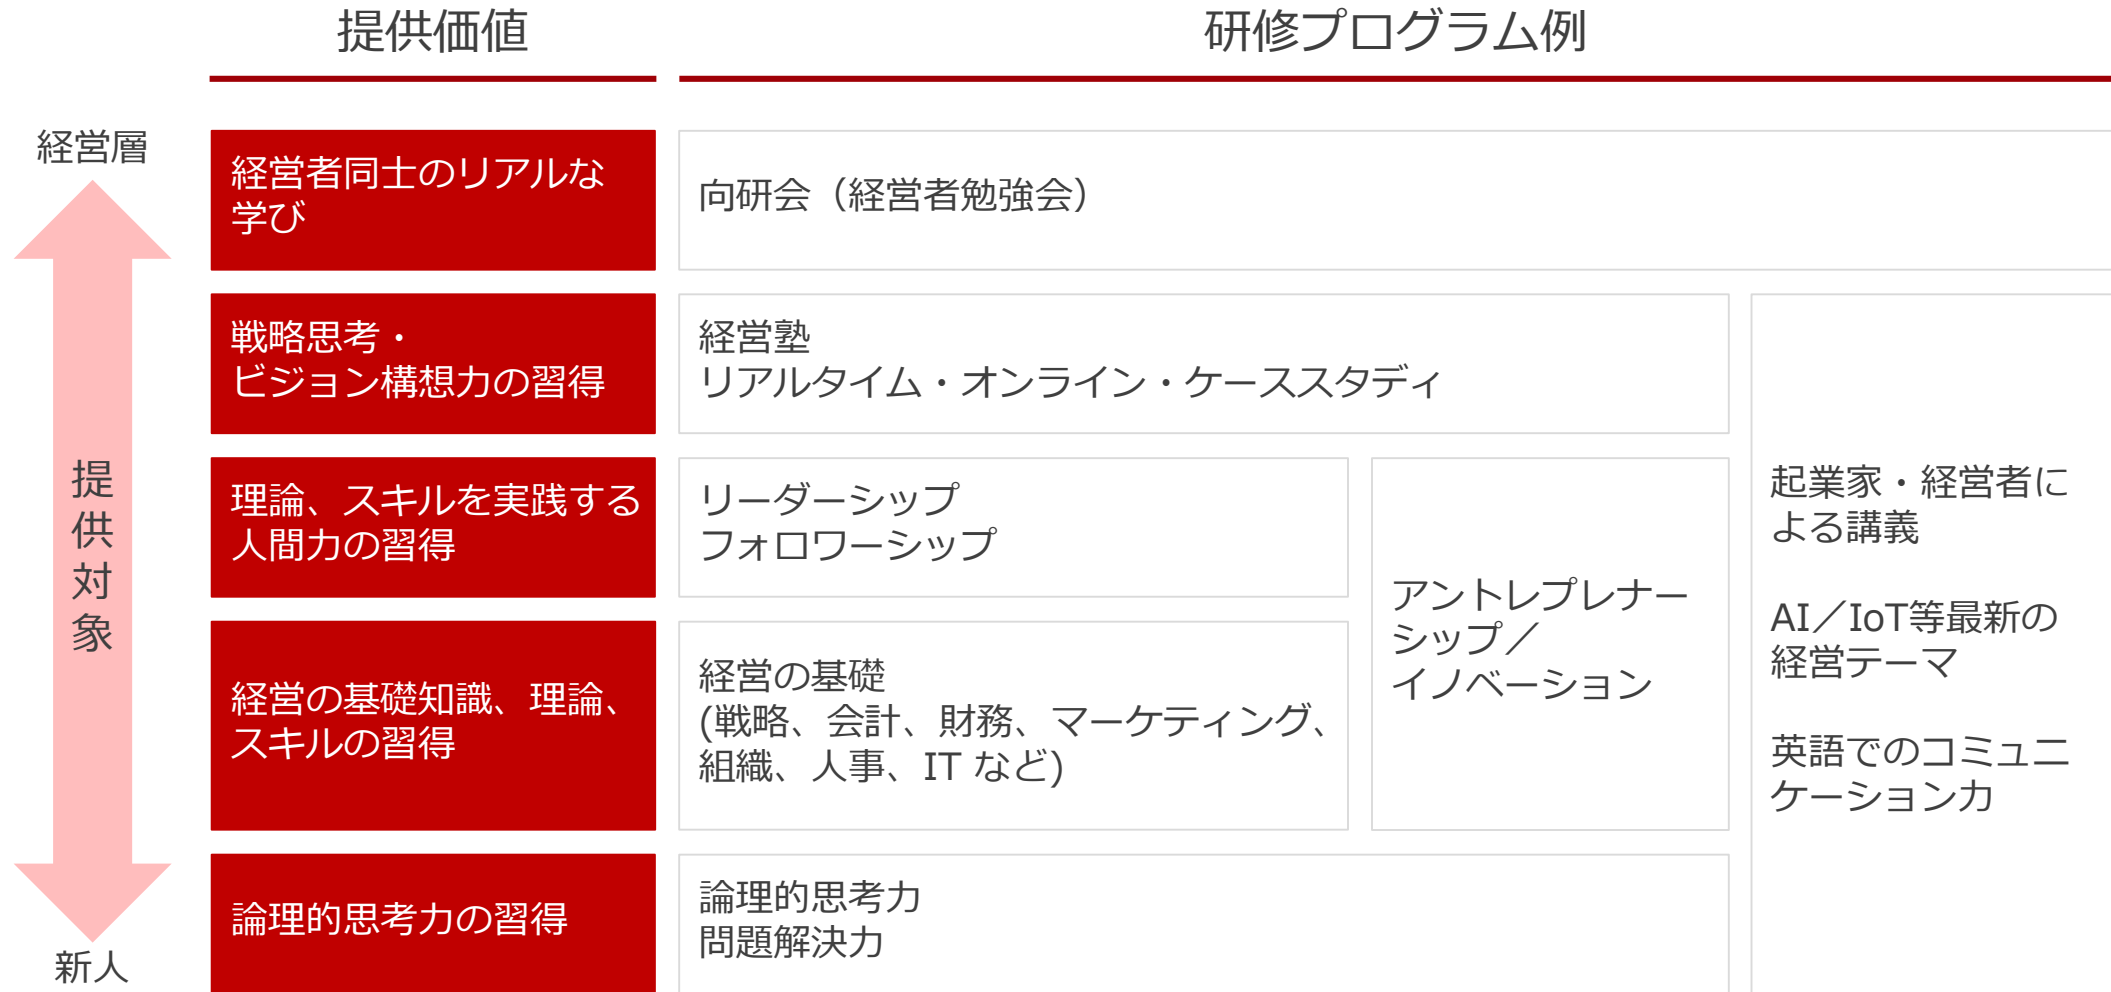 提供価値
研修プログラム例
経営層
提供対象
新人
経営者同士のリアルな
学び
向研会（経営者勉強会）
戦略思考・
ビジョン構想力の習得
経営塾
リアルタイム・オンライン・ケーススタディ
理論、スキルを実践する
人間力の習得
リーダーシップ
フォロワーシップ
経営の基礎知識、理論、
スキルの習得
経営の基礎
(戦略、会計、財務、マーケティング、
組織、人事、IT など)
アントレプレナー
シップ／
イノベーション
論理的思考力の習得
論理的思考力
問題解決力
起業家・経営者に
よる講義
AI／IoT等最新の
経営テーマ
英語でのコミュニ
ケーション力